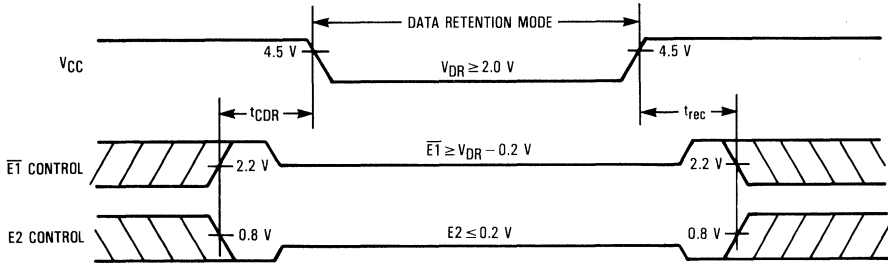 DATA RETENTION MODE
VCC
4.5 V
VDR ≥ 2.0 V
4.5 V
tCDR
trec
E1 CONTROL
2.2 V
E1 ≥ VDR – 0.2 V
2.2 V
E2 CONTROL
0.8 V
E2 ≤ 0.2 V
0.8 V